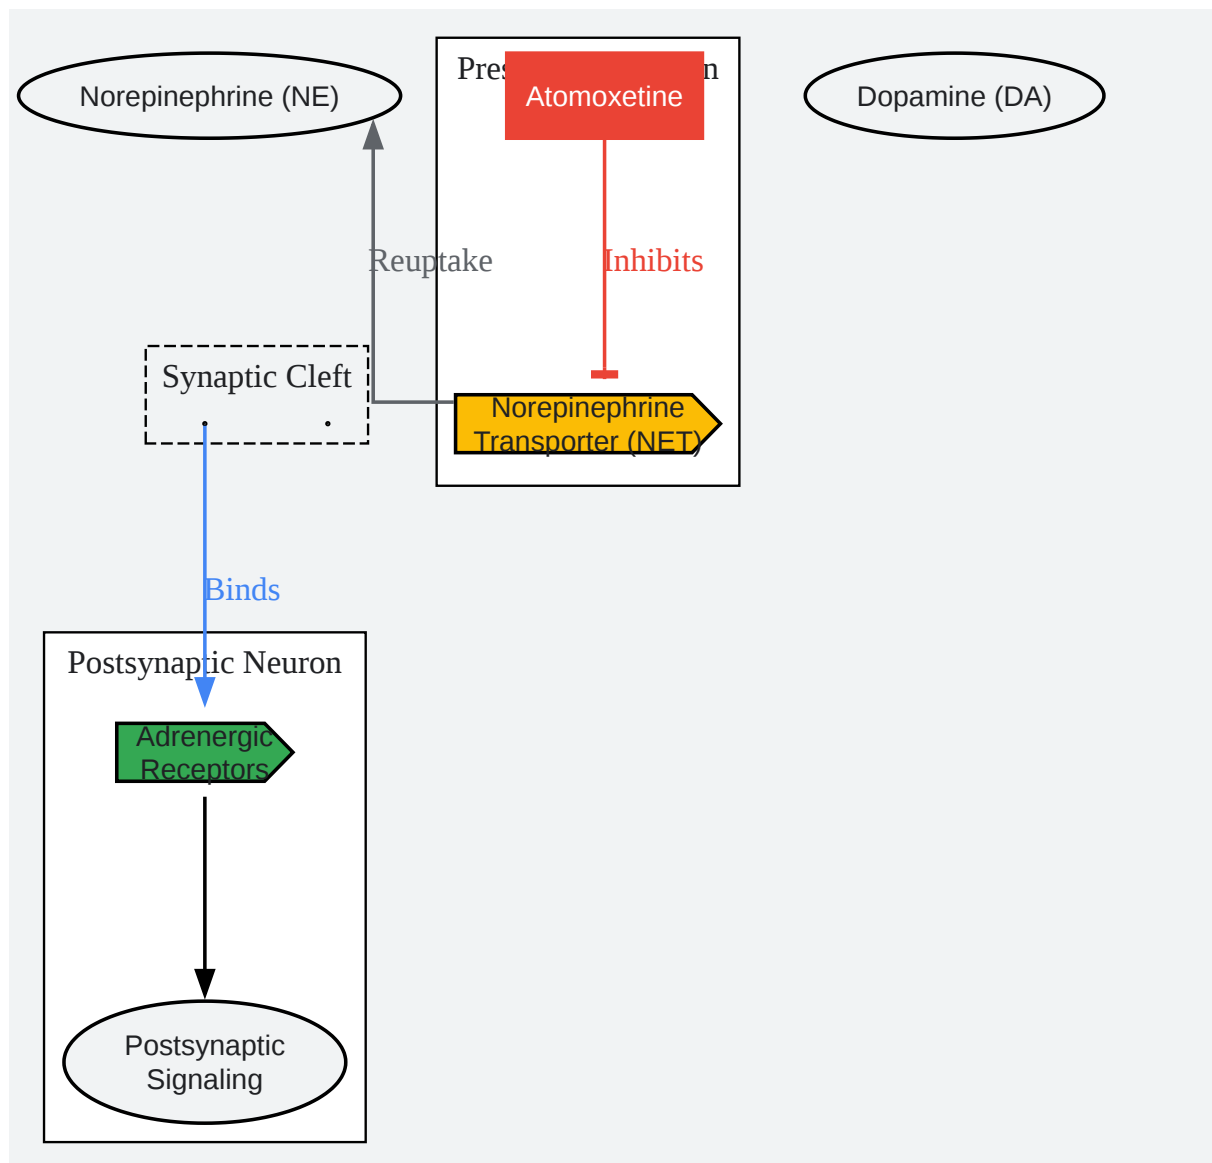 Norepinephrine (NE)
Atomoxetine
Dopamine (DA)
Reuptake
Inhibits
Synaptic Cleft
Norepinephrine
Transporter (NET)
Binds
Postsynaptic Neuron
Adrenergic
Receptors
Postsynaptic
Signaling